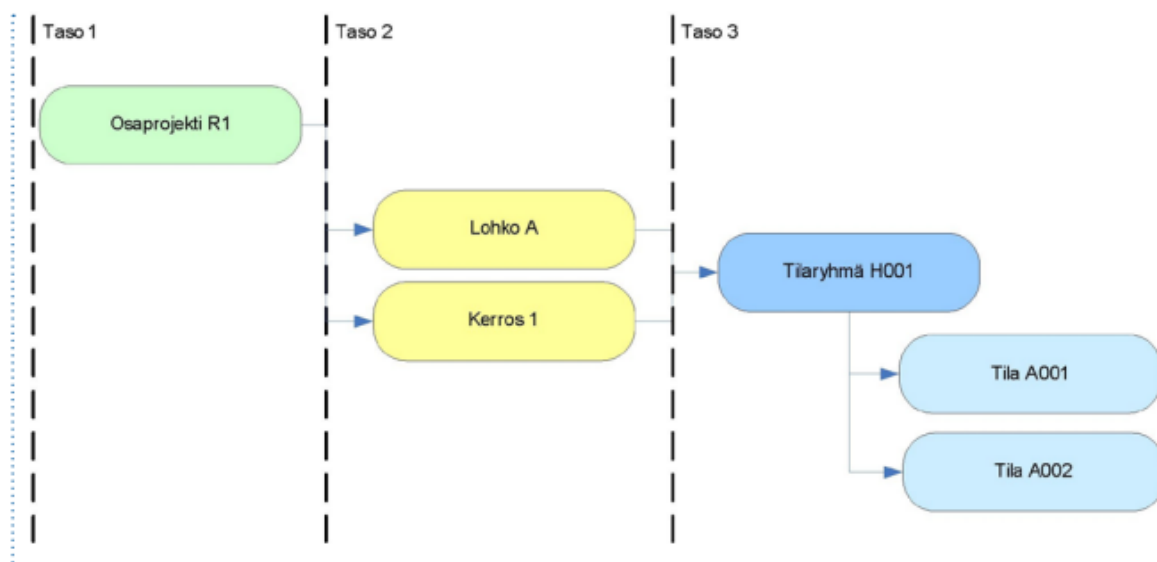 Taso 1
Taso 2
Taso 3
Osaprojekti R1
Lohko A
Kerros 1
Tilaryhmä H001
Tila A001
Tila A002